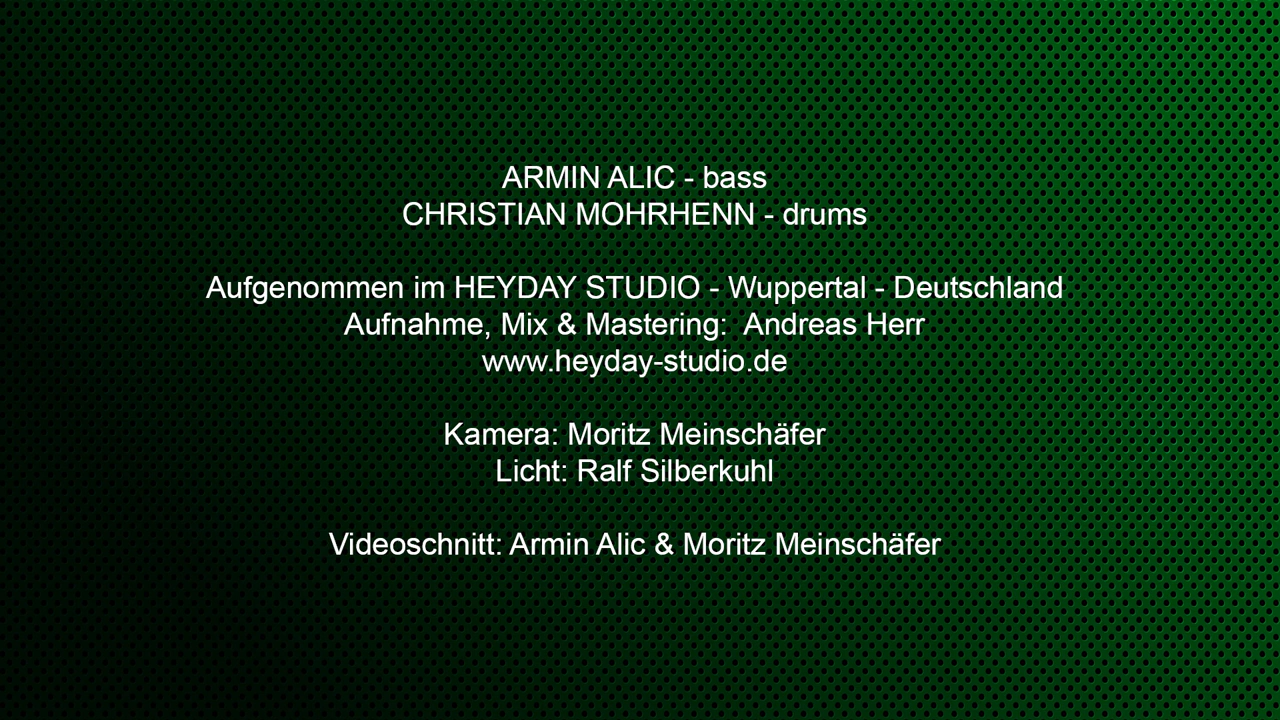 ARMIN ALIC - bass
CHRISTIAN MOHRHENN - drums
Aufgenommen im HEYDAY STUDIO - Wuppertal - Deutschland
Aufnahme, Mix & Mastering:  Andreas Herr
www.heyday-studio.de
Kamera: Moritz Meinschäfer
Licht: Ralf Silberkuhl
Videoschnitt: Armin Alic & Moritz Meinschäfer